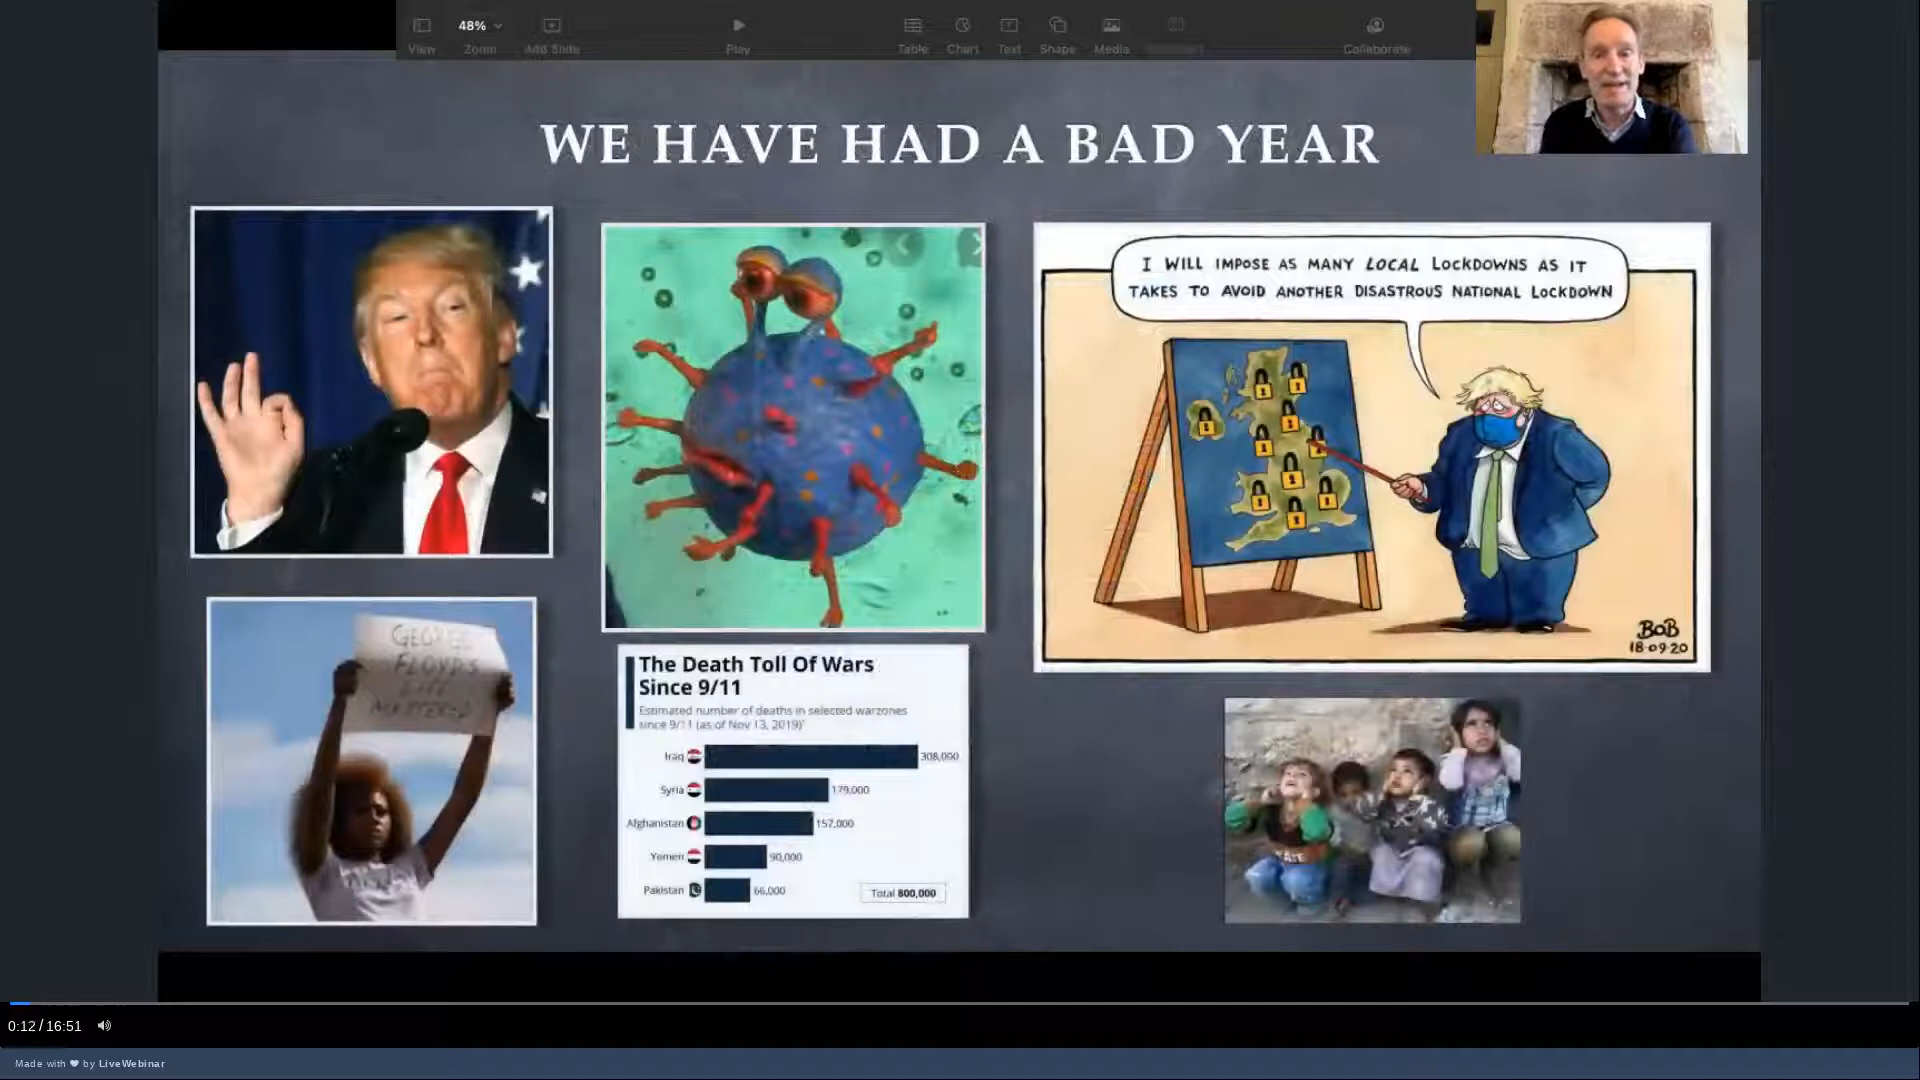 48%
View
Zoom
Add Slide
Play
Table
Chart
Text
Shape
Media
Collaborate
WE HAVE HAD A BAD YEAR
I WILL IMPOSE AS MANY LOCAL LOCKDOWNS AS IT
TAKES TO AVOID ANOTHER DISASTROUS NATIONAL LOCKDOWN
BOB
18-09-20
GEORGE
FLOYD'S
LIFE
MATTERED
The Death Toll Of Wars
Since 9/11
Estimated number of deaths in selected warzones
since 9/11 (as of Nov 13, 2019)*
Iraq 308,000
Syria 179,000
Afghanistan 157,000
Yemen 90,000
Pakistan 66,000
Total 800,000
0:12 / 16:51
Made with ❤ by LiveWebinar